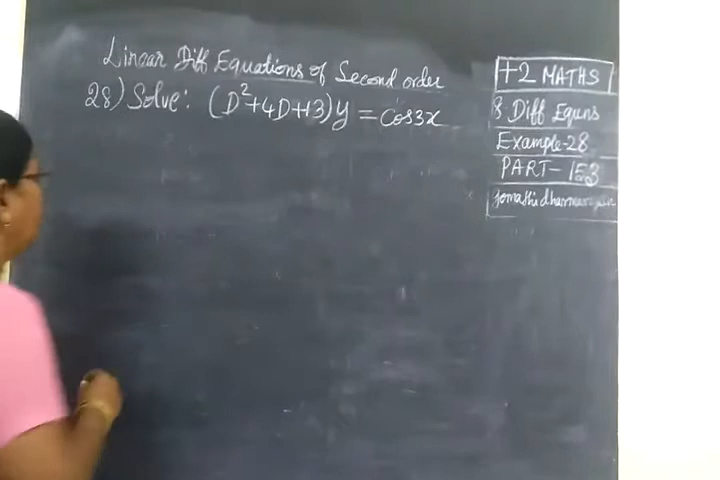 Linear Diff Equations of Second order
28) Solve: (D²+4D+13)y = cos3x
+2 MATHS
8 Diff Equns
Example-28
PART-153